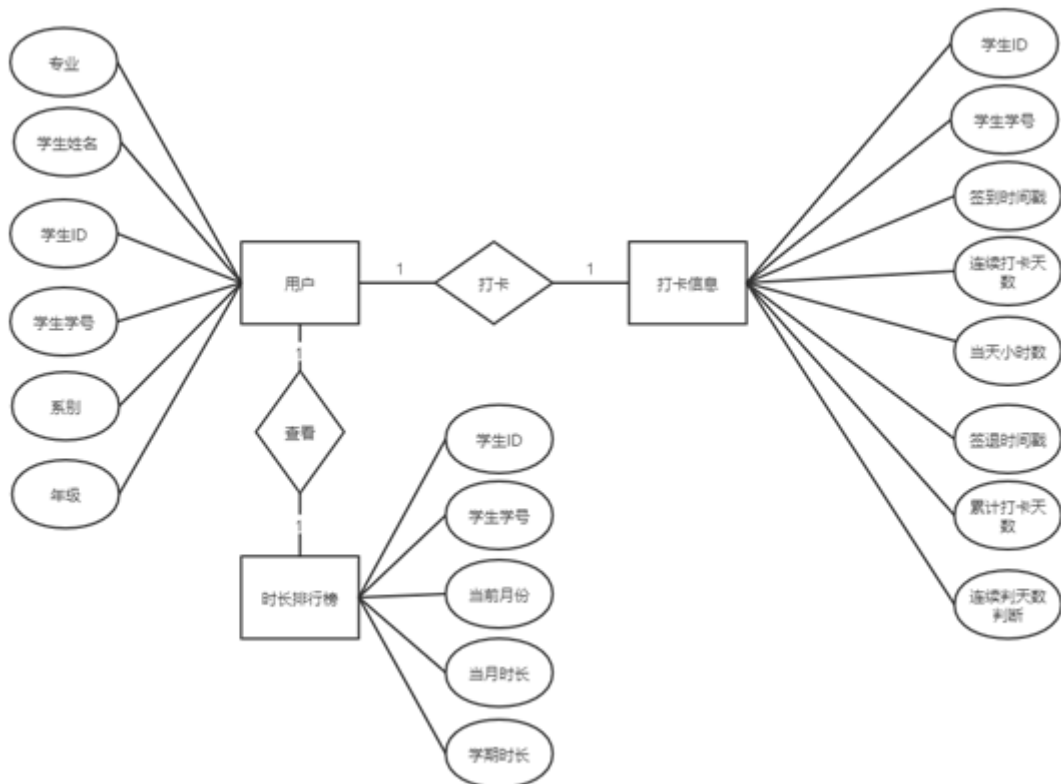 专业
学生姓名
学生ID
学生学号
系别
年级
用户
1
打卡
1
打卡信息
1
查看
1
时长排行榜
学生ID
学生学号
当前月份
当月时长
学期时长
学生ID
学生学号
签到时间戳
连续打卡天
数
当天小时数
签退时间戳
累计打卡天
数
连续判天数
判断